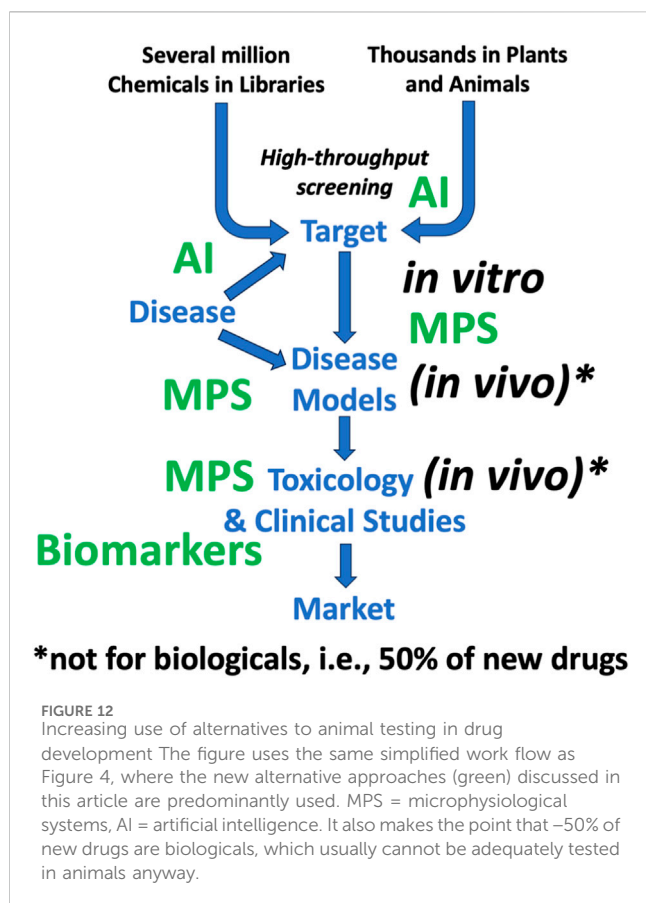 Several million
Chemicals in Libraries
Thousands in Plants
and Animals
High-throughput
screening
AI
Target
AI
in vitro
Disease
MPS
Disease
Models
(in vivo)*
MPS
MPS Toxicology (in vivo)*
& Clinical Studies
Biomarkers
Market
*not for biologicals, i.e., 50% of new drugs
FIGURE 12
Increasing use of alternatives to animal testing in drug
development The figure uses the same simplified work flow as
Figure 4, where the new alternative approaches (green) discussed in
this article are predominantly used. MPS = microphysiological
systems, AI = artificial intelligence. It also makes the point that –50% of
new drugs are biologicals, which usually cannot be adequately tested
in animals anyway.